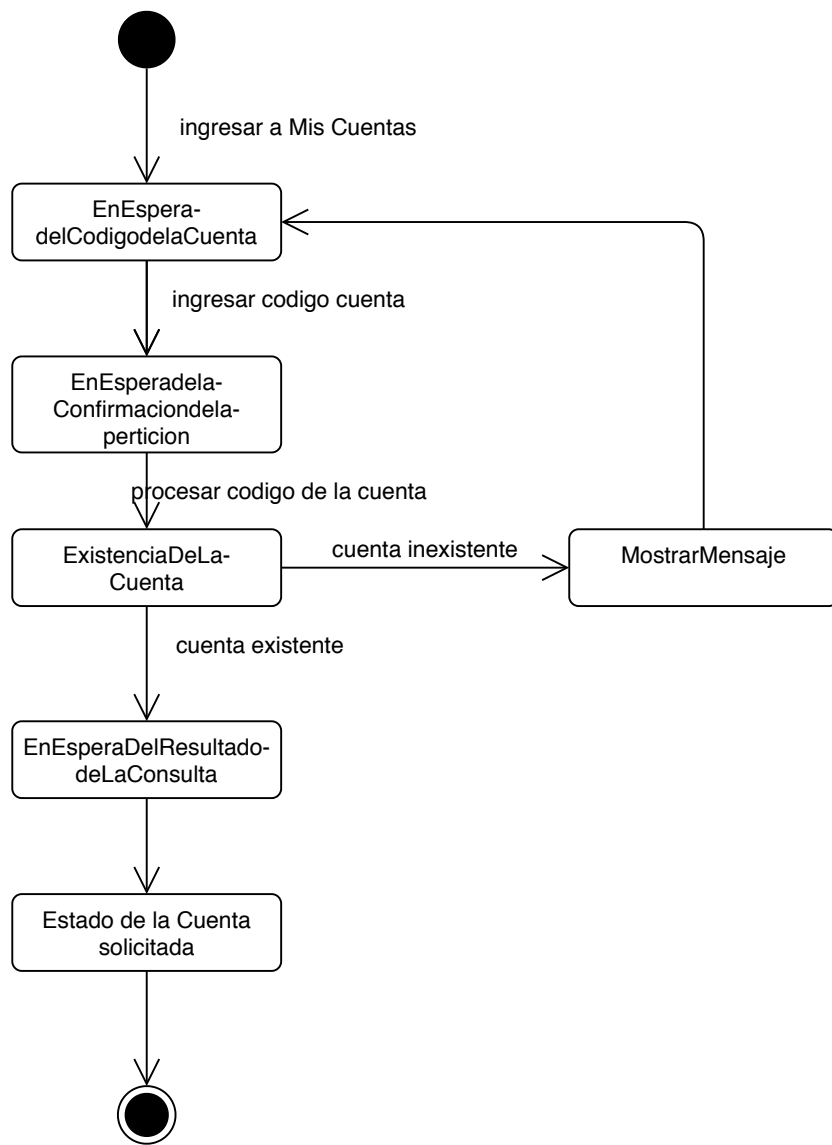 ingresar a Mis Cuentas
EnEspera-
delCodigodelaCuenta
ingresar codigo cuenta
EnEsperadela-
Confirmaciondela-
perticion
procesar codigo de la cuenta
ExistenciaDeLa-
Cuenta
cuenta inexistente
MostrarMensaje
cuenta existente
EnEsperaDelResultado-
deLaConsulta
Estado de la Cuenta
solicitada